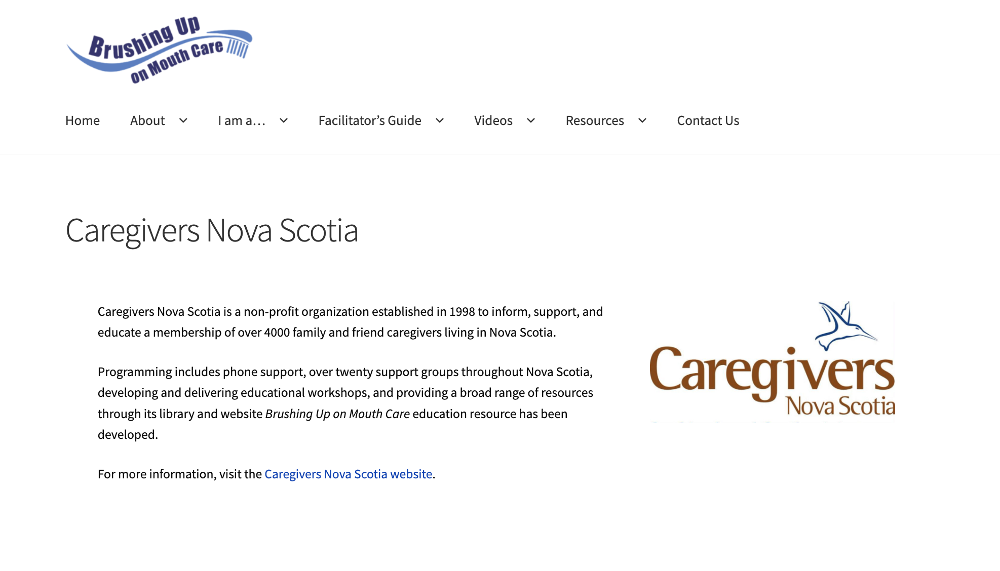 Brushing Up
on Mouth Care
Home About I am a… Facilitator’s Guide Videos Resources Contact Us
Caregivers Nova Scotia
Caregivers Nova Scotia is a non-profit organization established in 1998 to inform, support, and
educate a membership of over 4000 family and friend caregivers living in Nova Scotia.
Programming includes phone support, over twenty support groups throughout Nova Scotia,
developing and delivering educational workshops, and providing a broad range of resources
through its library and website Brushing Up on Mouth Care education resource has been
developed.
For more information, visit the Caregivers Nova Scotia website.
Caregivers
Nova Scotia